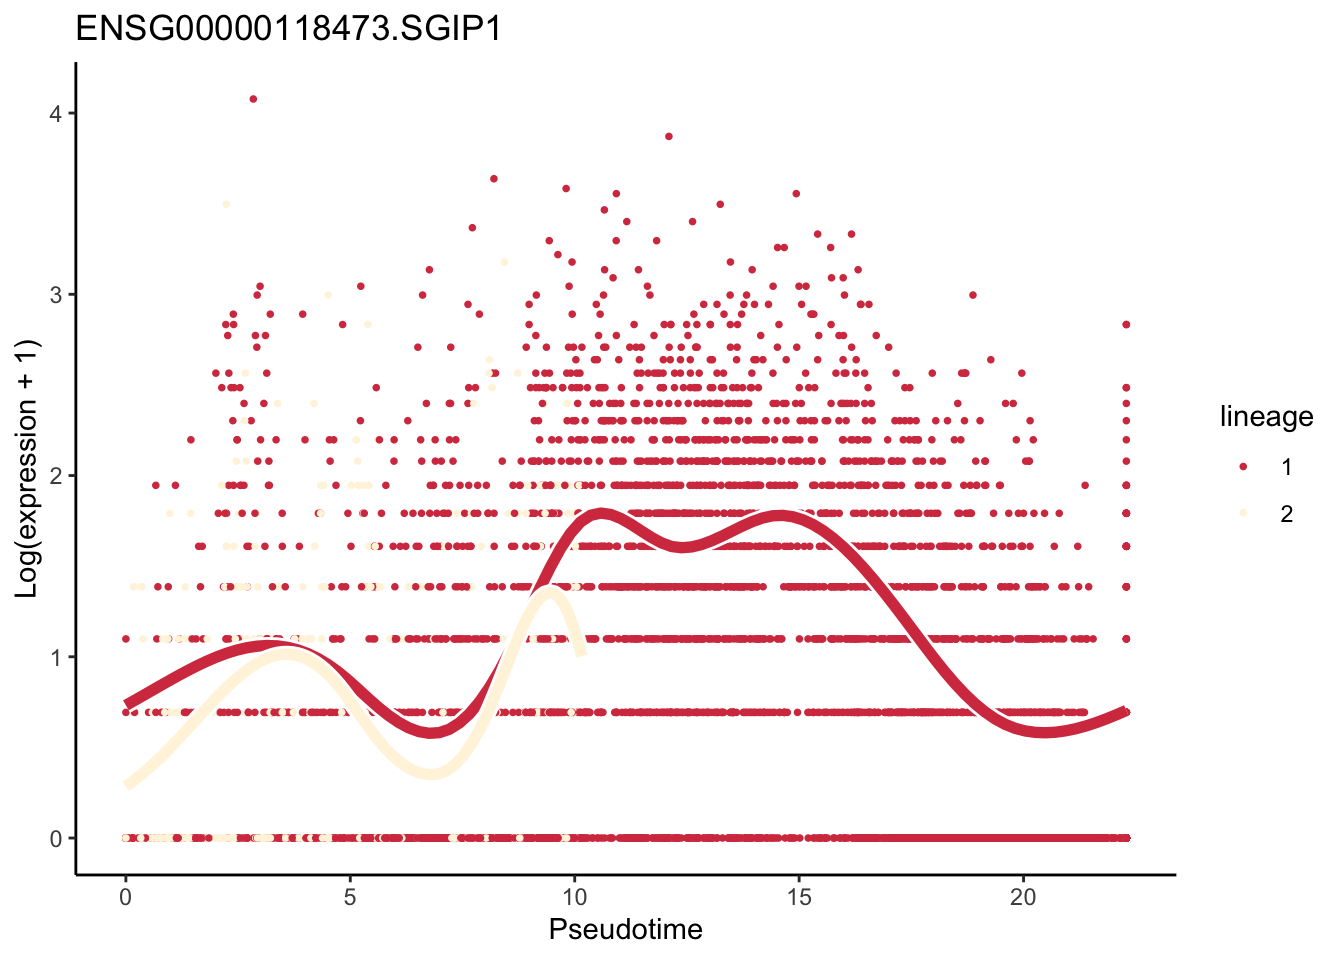 ENSG00000118473.SGIP1
Log(expression + 1)
4
3
2
1
0
0 5 10 15 20
Pseudotime
lineage
1
2